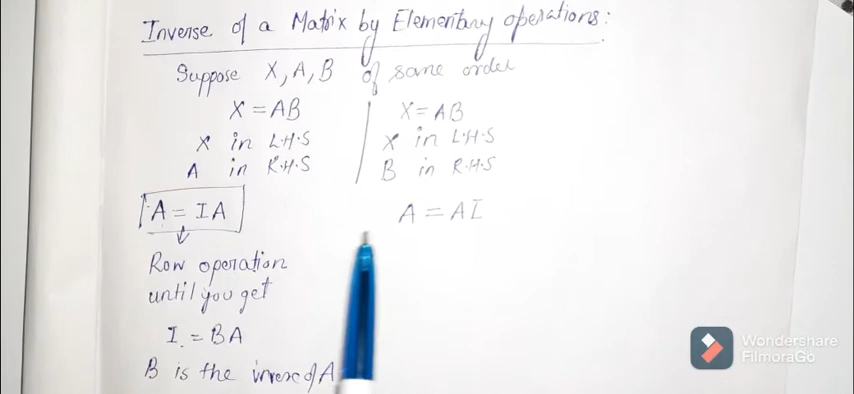 Inverse of a Matrix by Elementary operations:
Suppose X, A, B of same order
X = AB
X in L.H.S
A in R.H.S
A = IA
Row operation
until you get
I = BA
B is the inverse of A
X = AB
X in L.H.S
B in R.H.S
A = AI
Wondershare
FilmoraGo